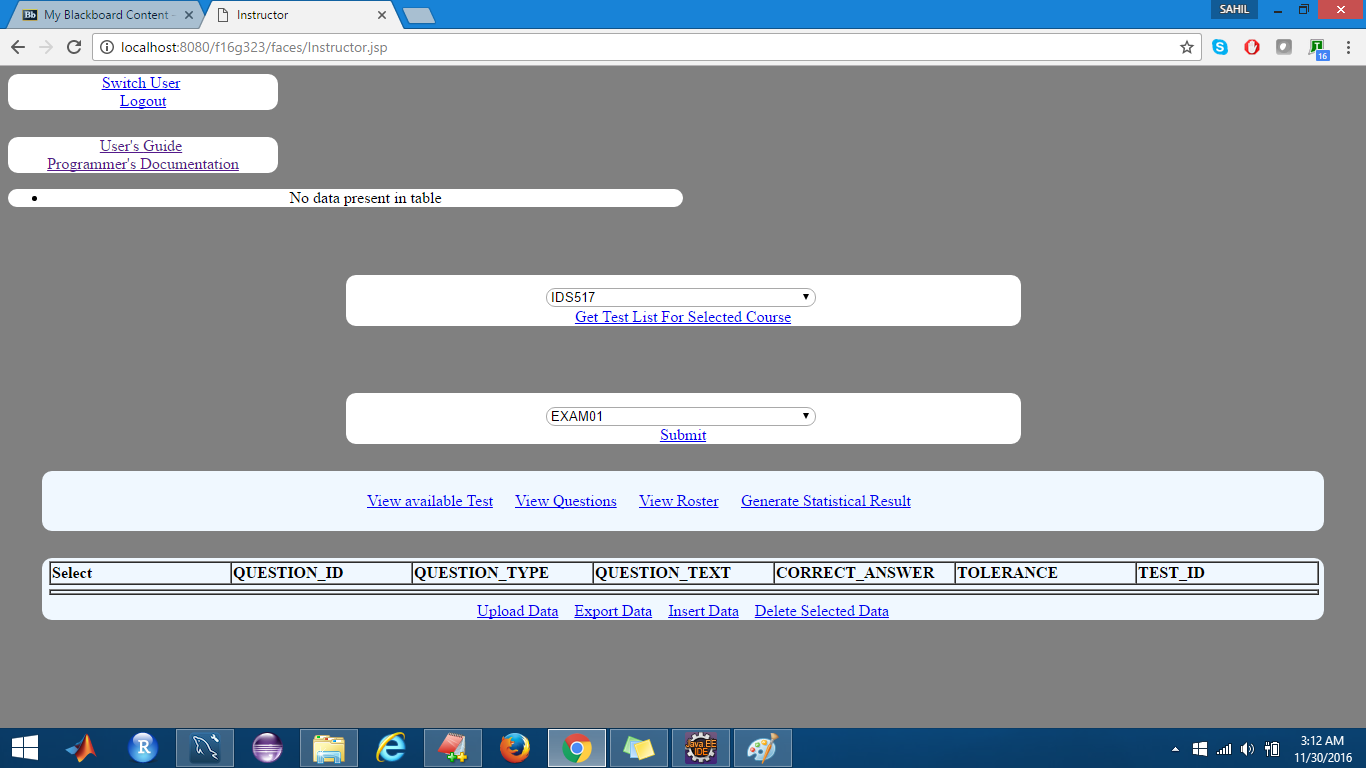 My Blackboard Content -
Instructor
SAHIL
localhost:8080/f16g323/faces/Instructor.jsp
16
Switch User
Logout
User's Guide
Programmer's Documentation
No data present in table
IDS517
Get Test List For Selected Course
EXAM01
Submit
View available Test View Questions View Roster Generate Statistical Result
Select QUESTION_ID QUESTION_TYPE QUESTION_TEXT CORRECT_ANSWER TOLERANCE TEST_ID
Upload Data Export Data Insert Data Delete Selected Data
Java EE
IDE
3:12 AM
11/30/2016